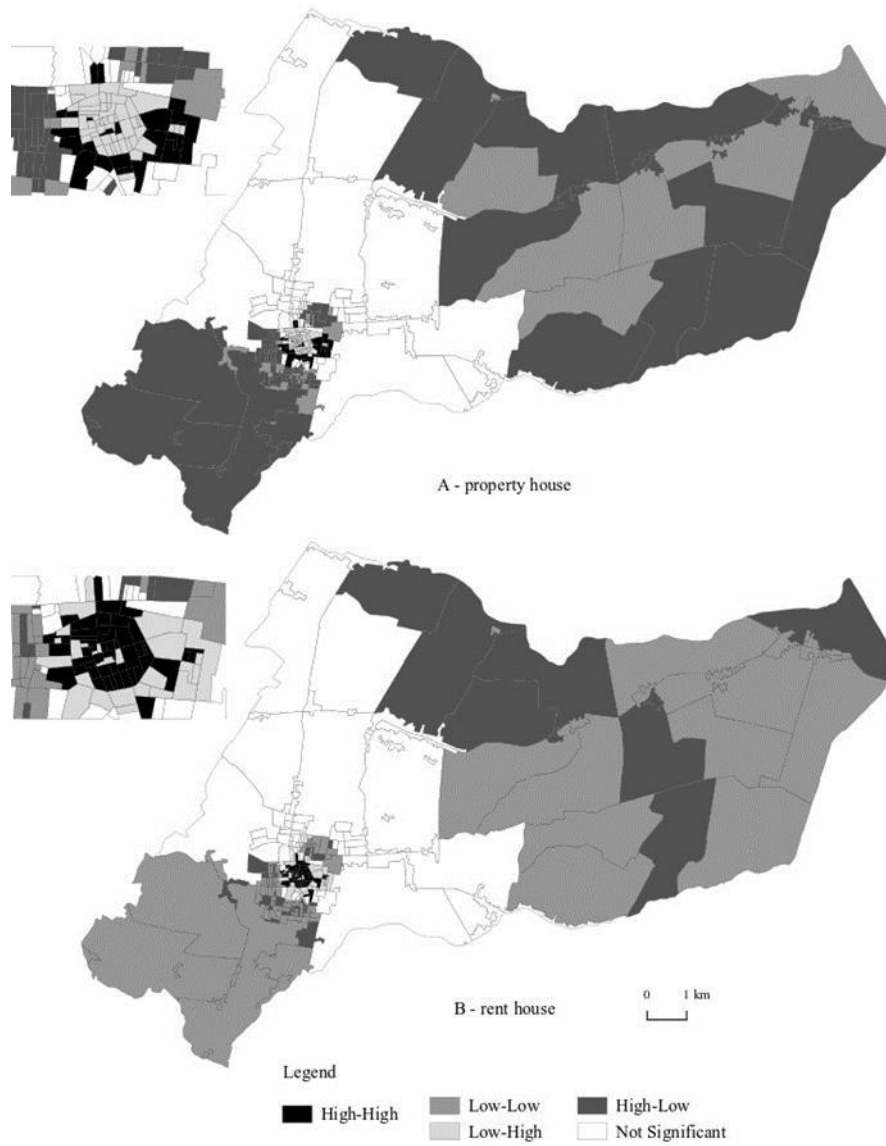 A - property house
B - rent house
0 1 km
Legend
High-High
Low-Low
Low-High
High-Low
Not Significant